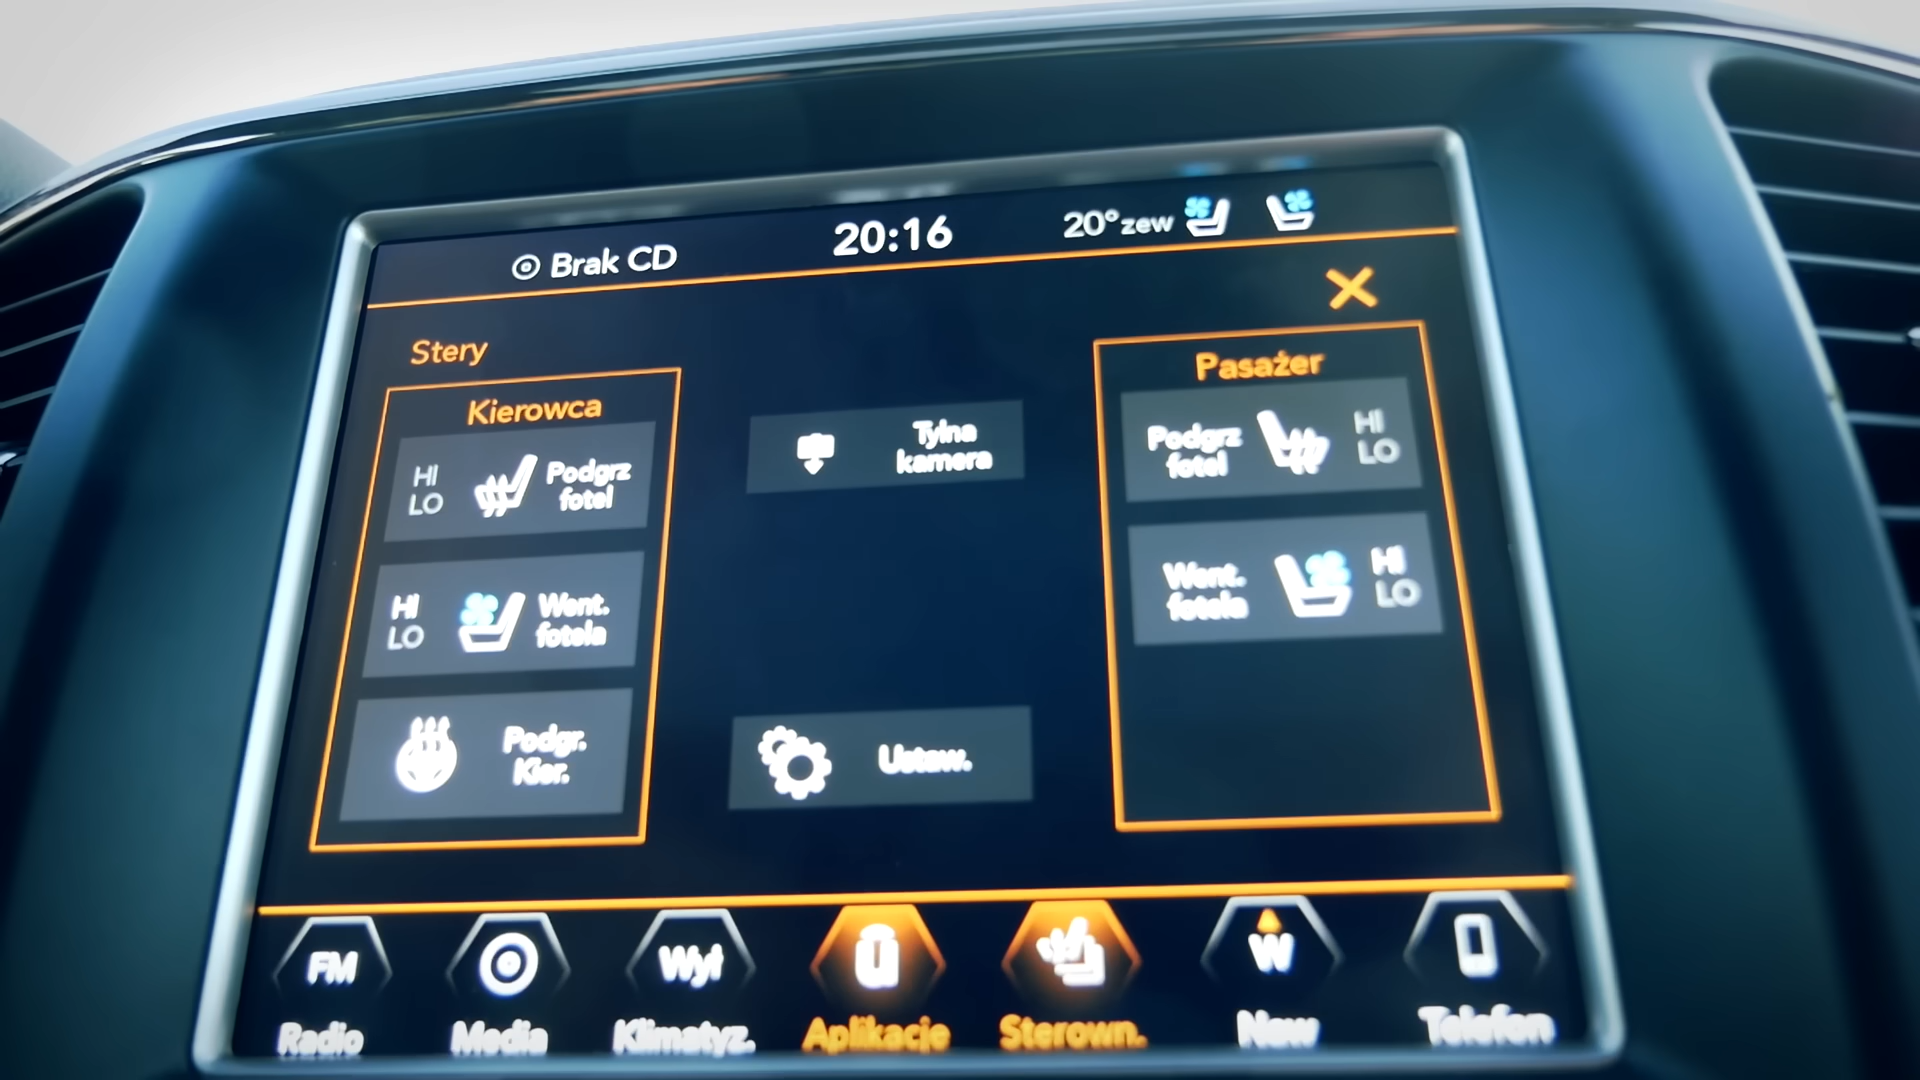 Brak CD
20:16
20° zew
Stery
Kierowca
HI
LO
Podgrz
fotel
HI
LO
Went.
fotela
Podgr.
Kier.
Tylna
kamera
Ustaw.
Pasażer
Podgrz
fotel
HI
LO
Went.
fotela
HI
LO
FM
Radio
Media
Wył
Klimatyz.
Aplikacje
Sterown.
W
Naw
Telefon